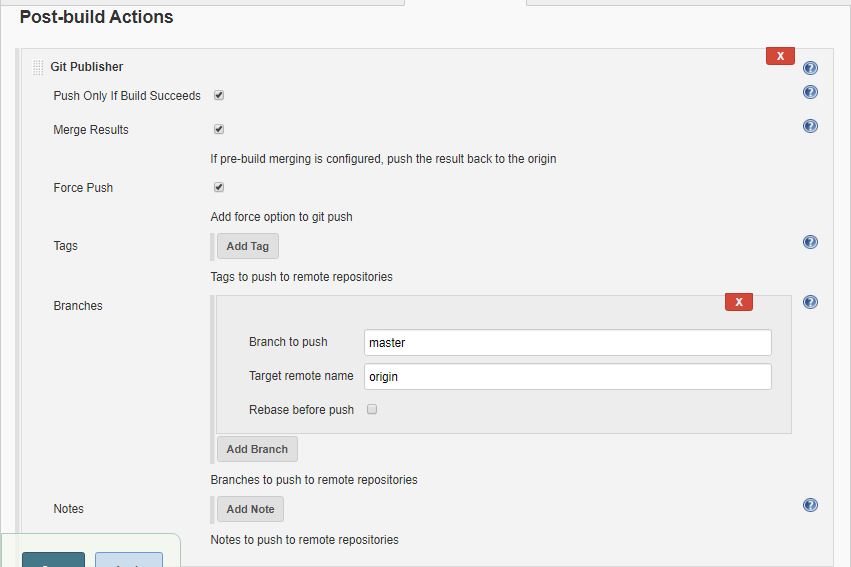 Post-build Actions
X
Git Publisher
Push Only If Build Succeeds
Merge Results
If pre-build merging is configured, push the result back to the origin
Force Push
Add force option to git push
Tags
Add Tag
Tags to push to remote repositories
Branches
X
Branch to push
master
Target remote name
origin
Rebase before push
Add Branch
Branches to push to remote repositories
Notes
Add Note
Notes to push to remote repositories